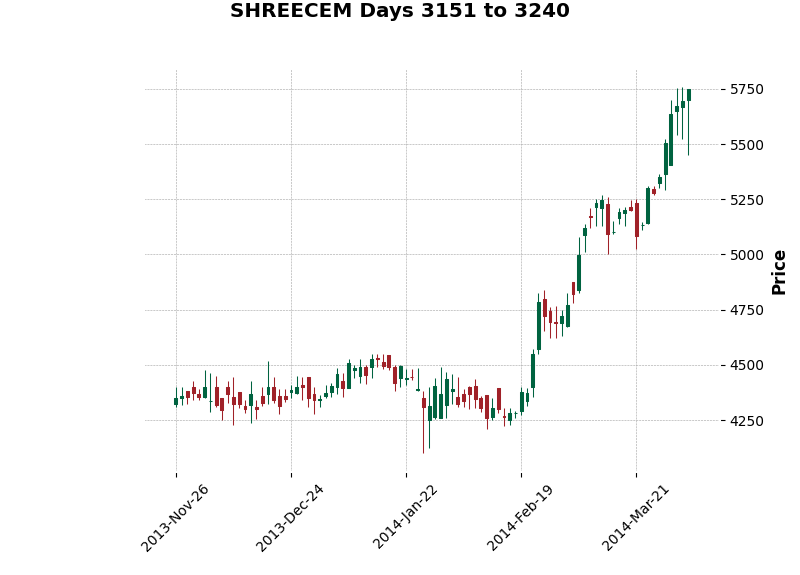 SHREECEM Days 3151 to 3240
5750
5500
5250
5000
4750
4500
4250
Price
2013-Nov-26
2013-Dec-24
2014-Jan-22
2014-Feb-19
2014-Mar-21